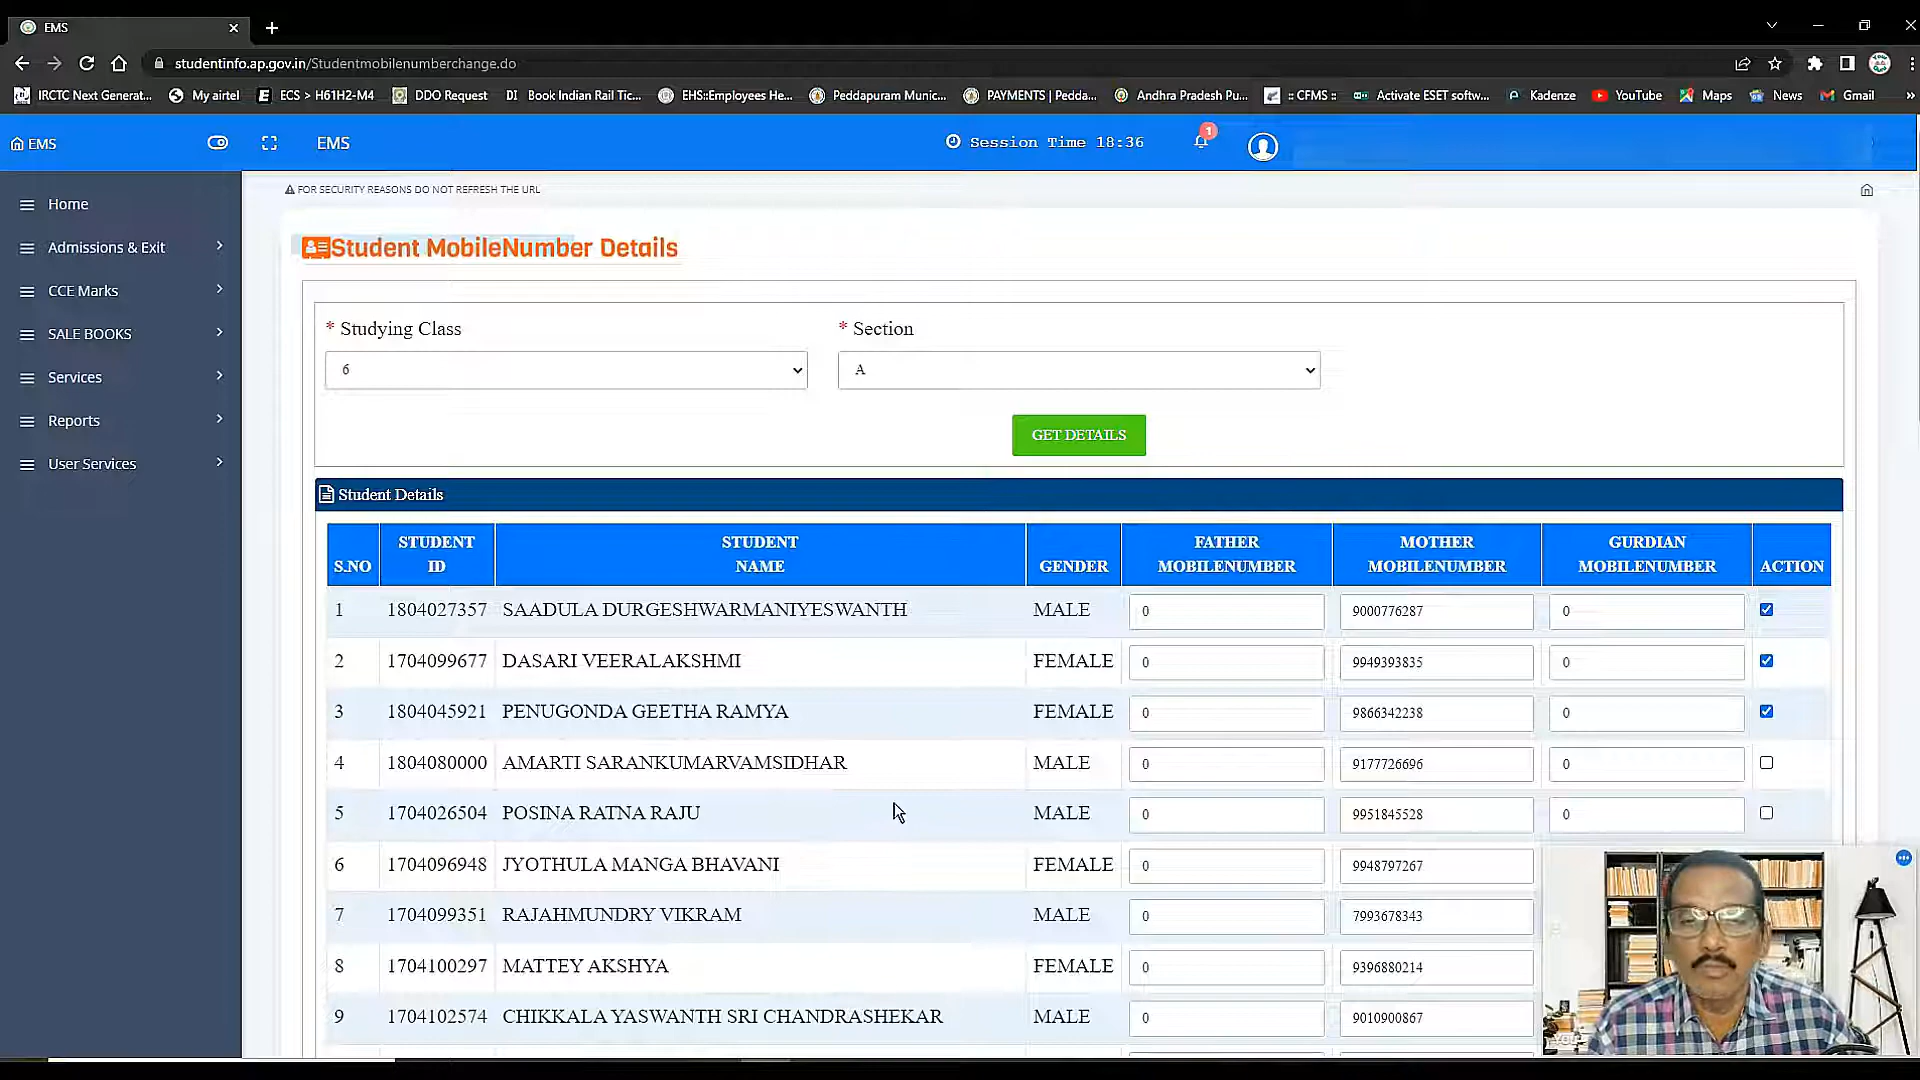 EMS
studentinfo.ap.gov.in/Studentmobilenumberchange.do
IRCTC Next Generat... My airtel ECS > H61H2-M4 DDO Request DI Book Indian Rail Tic... EHS::Employees He... Peddapuram Munic... PAYMENTS | Pedda... Andhra Pradesh Pu... :: CFMS :: Activate ESET softw... Kadenze YouTube Maps News Gmail »
EMS EMS Session Time 18:36 1
FOR SECURITY REASONS DO NOT REFRESH THE URL
Home
Admissions & Exit
CCE Marks
SALE BOOKS
Services
Reports
User Services
Student MobileNumber Details
* Studying Class * Section
6 A
GET DETAILS
Student Details
S.NO STUDENT ID STUDENT NAME GENDER FATHER MOBILENUMBER MOTHER MOBILENUMBER GURDIAN MOBILENUMBER ACTION
1 1804027357 SAADULA DURGESHWARMANIYESWANTH MALE 0 9000776287 0
2 1704099677 DASARI VEERALAKSHMI FEMALE 0 9949393835 0
3 1804045921 PENUGONDA GEETHA RAMYA FEMALE 0 9866342238 0
4 1804080000 AMARTI SARANKUMARVAMSIDHAR MALE 0 9177726696 0
5 1704026504 POSINA RATNA RAJU MALE 0 9951845528 0
6 1704096948 JYOTHULA MANGA BHAVANI FEMALE 0 9948797267
7 1704099351 RAJAHMUNDRY VIKRAM MALE 0 7993678343
8 1704100297 MATTEY AKSHYA FEMALE 0 9396880214
9 1704102574 CHIKKALA YASWANTH SRI CHANDRASHEKAR MALE 0 9010900867